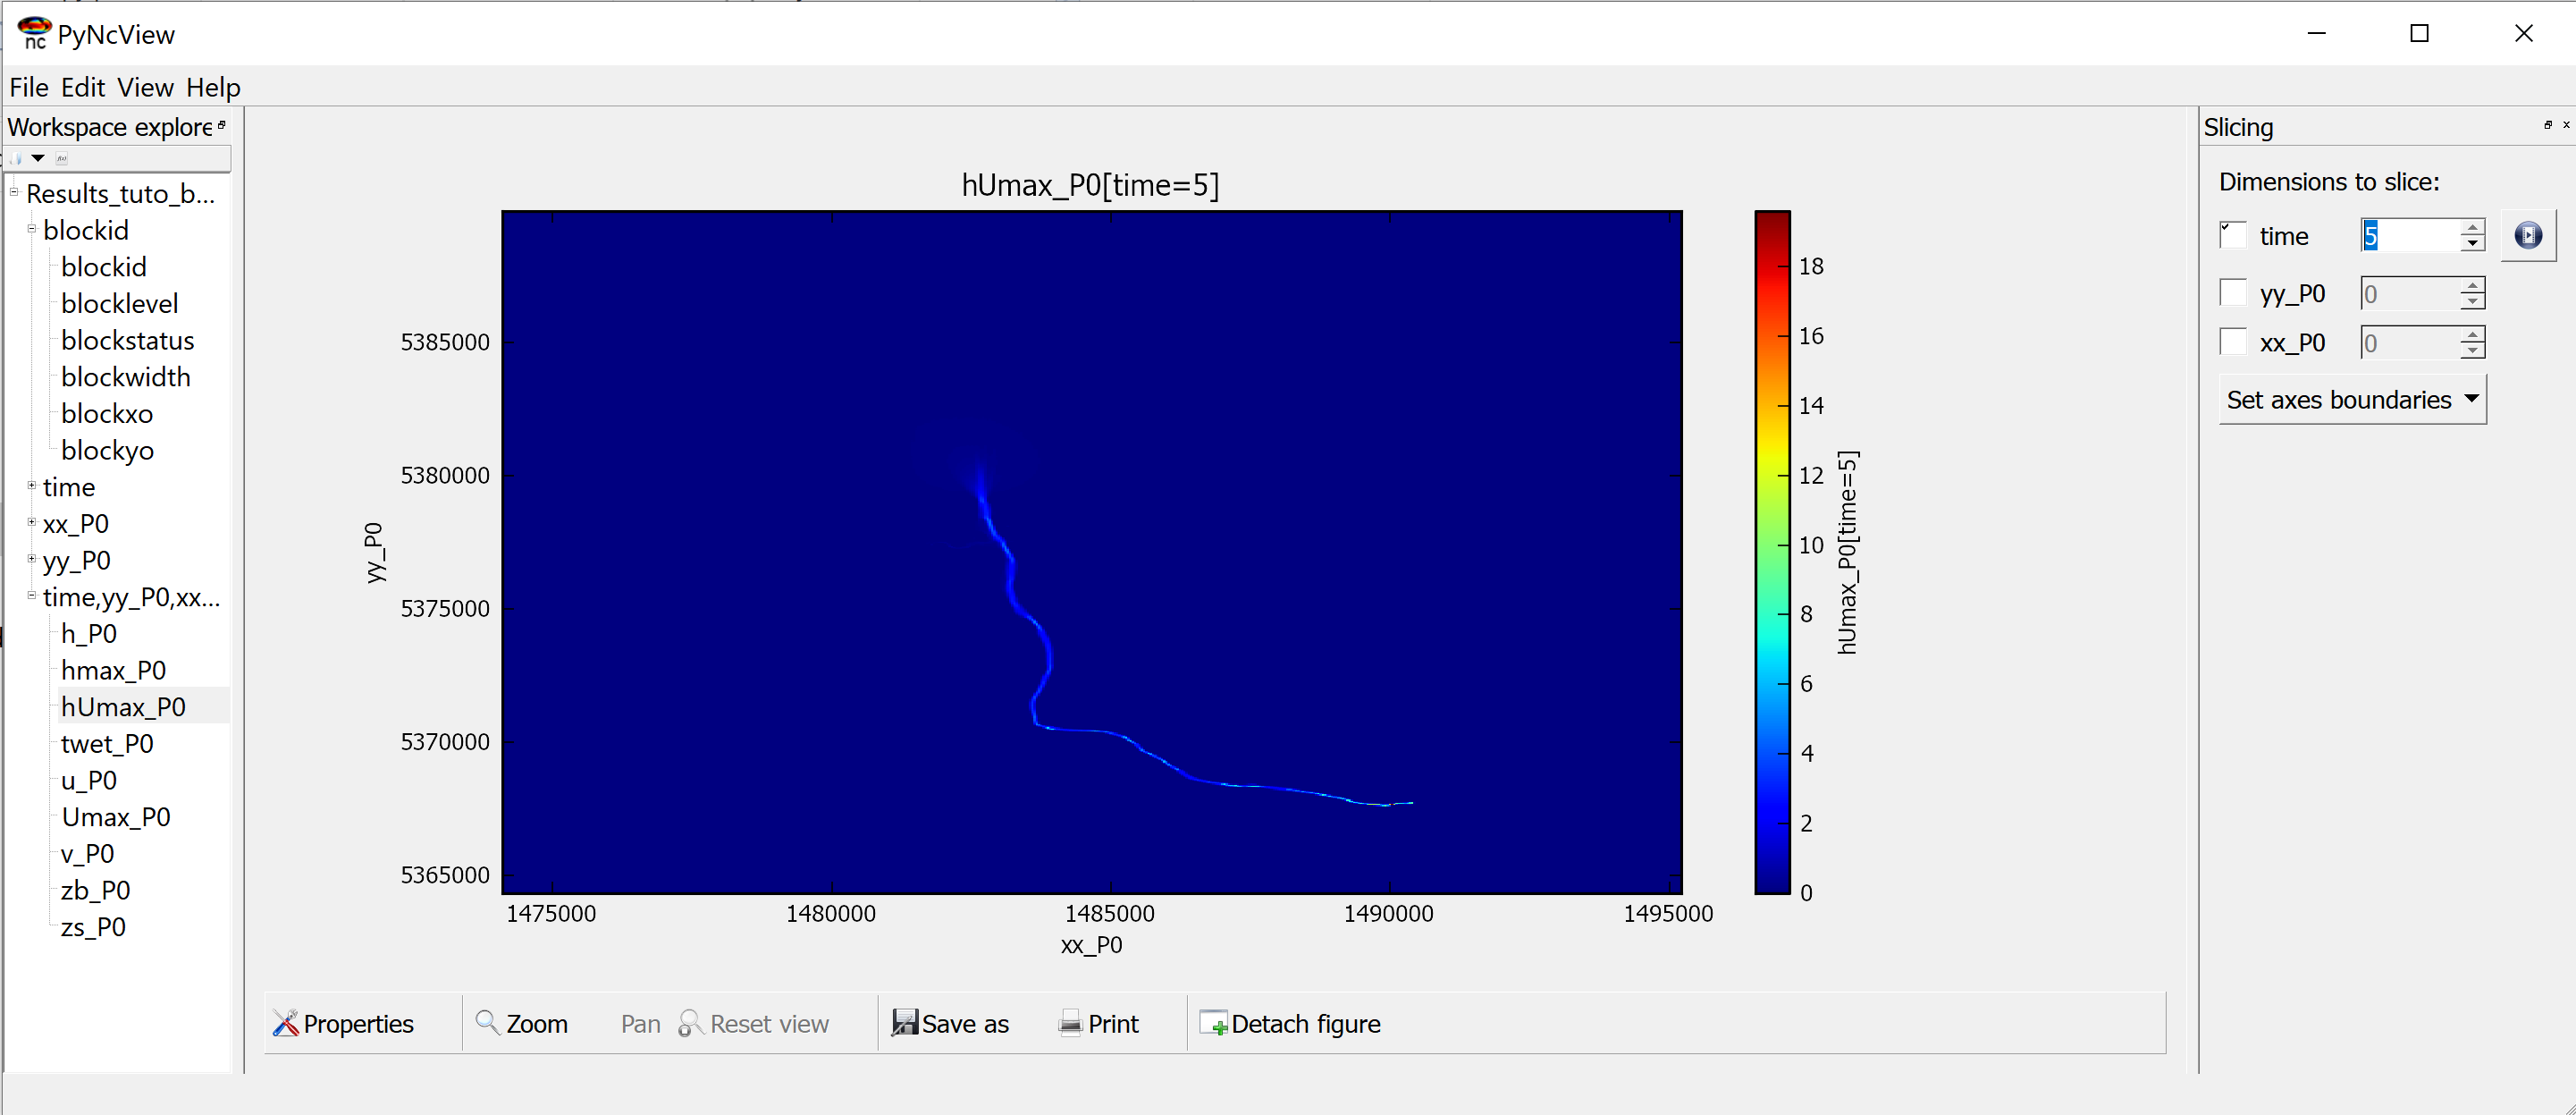 PyNcView
File Edit View Help
Workspace explore
Results_tuto_b...
blockid
blockid
blocklevel
blockstatus
blockwidth
blockxo
blockyo
time
xx_P0
yy_P0
time,yy_P0,xx...
h_P0
hmax_P0
hUmax_P0
twet_P0
u_P0
Umax_P0
v_P0
zb_P0
zs_P0
hUmax_P0[time=5]
5385000
5380000
5375000
5370000
5365000
yy_P0
1475000 1480000 1485000 1490000 1495000
xx_P0
18
16
14
12
10
8
6
4
2
0
hUmax_P0[time=5]
Properties Zoom Pan Reset view Save as Print Detach figure
Slicing
Dimensions to slice:
time 5
yy_P0 0
xx_P0 0
Set axes boundaries